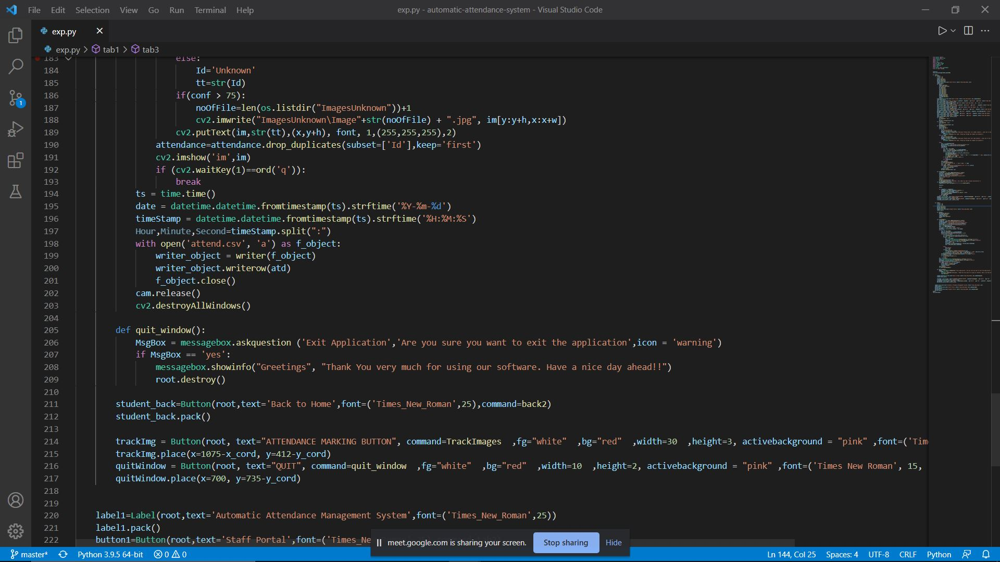 File Edit Selection View Go Run Terminal Help
exp.py - automatic-attendance-system - Visual Studio Code
exp.py
exp.py > tab1 > tab3
183 else:
184 Id='Unknown'
185 tt=str(Id)
186 if(conf > 75):
187 noOfFile=len(os.listdir("ImagesUnknown"))+1
188 cv2.imwrite("ImagesUnknown\Image"+str(noOfFile) + ".jpg", im[y:y+h,x:x+w])
189 cv2.putText(im,str(tt),(x,y+h), font, 1,(255,255,255),2)
190 attendance=attendance.drop_duplicates(subset=['Id'],keep='first')
191 cv2.imshow('im',im)
192 if (cv2.waitKey(1)==ord('q')):
193 break
194 ts = time.time()
195 date = datetime.datetime.fromtimestamp(ts).strftime('%Y-%m-%d')
196 timeStamp = datetime.datetime.fromtimestamp(ts).strftime('%H:%M:%S')
197 Hour,Minute,Second=timeStamp.split(":")
198 with open('attend.csv', 'a') as f_object:
199 writer_object = writer(f_object)
200 writer_object.writerow(atd)
201 f_object.close()
202 cam.release()
203 cv2.destroyAllWindows()
204
205 def quit_window():
206 MsgBox = messagebox.askquestion ('Exit Application','Are you sure you want to exit the application',icon = 'warning')
207 if MsgBox == 'yes':
208 messagebox.showinfo("Greetings", "Thank You very much for using our software. Have a nice day ahead!!")
209 root.destroy()
210
211 student_back=Button(root,text='Back to Home',font=('Times_New_Roman',25),command=back2)
212 student_back.pack()
213
214 trackImg = Button(root, text="ATTENDANCE MARKING BUTTON", command=TrackImages ,fg="white" ,bg="red" ,width=30 ,height=3, activebackground = "pink" ,font=('Tim
215 trackImg.place(x=1075-x_cord, y=412-y_cord)
216 quitWindow = Button(root, text="QUIT", command=quit_window ,fg="white" ,bg="red" ,width=10 ,height=2, activebackground = "pink" ,font=('Times New Roman', 15,
217 quitWindow.place(x=700, y=735-y_cord)
218
219
220 label1=Label(root,text='Automatic Attendance Management System',font=('Times_New_Roman',25))
221 label1.pack()
222 button1=Button(root,text='Staff Portal',font=('Times_Ne
meet.google.com is sharing your screen. Stop sharing Hide
1
master* Python 3.9.5 64-bit 0 0 Ln 144, Col 25 Spaces: 4 UTF-8 CRLF Python